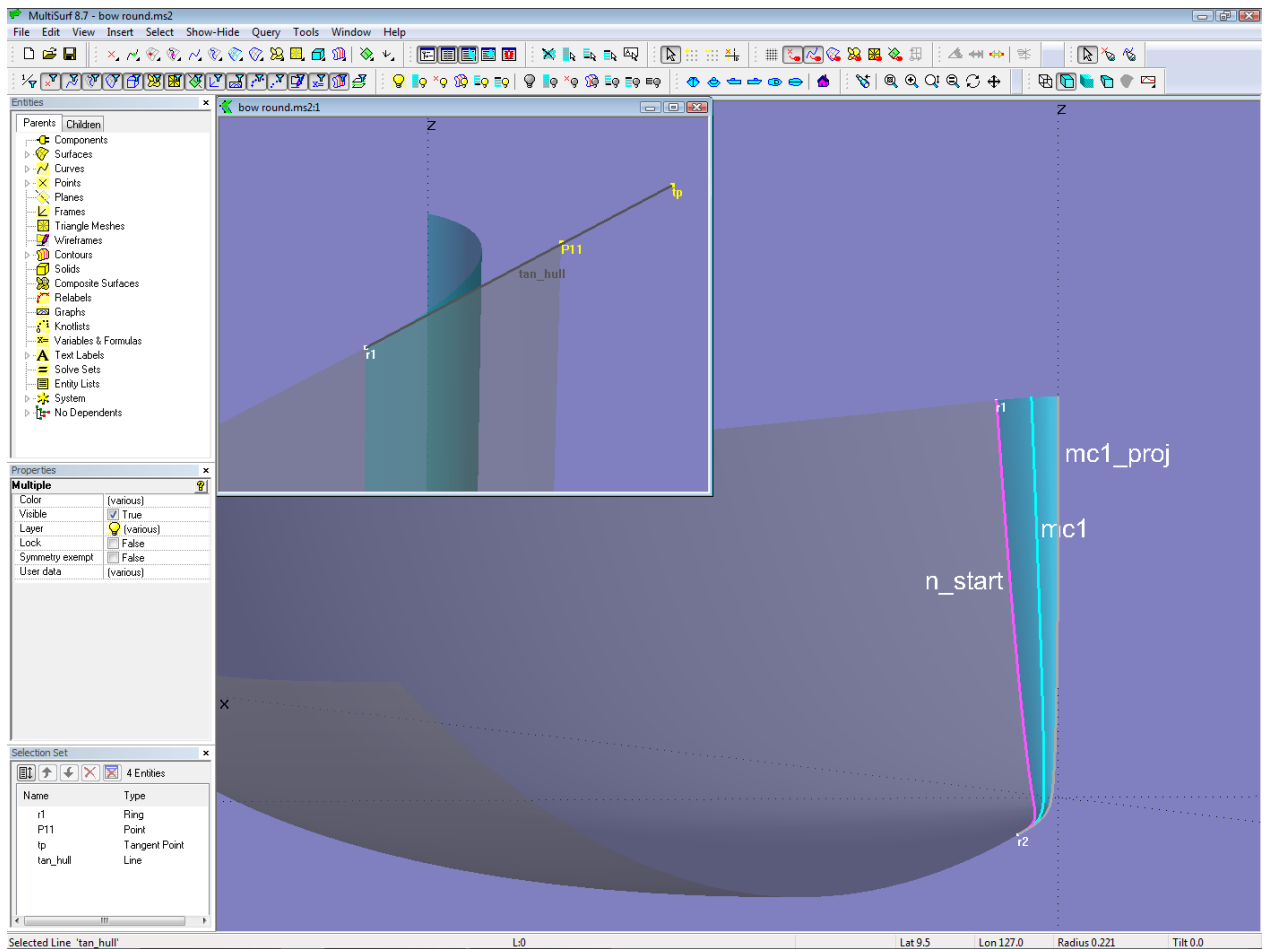 MultiSurf 8.7 - bow round.ms2
File Edit View Insert Select Show-Hide Query Tools Window Help
Entities
Parents Children
Components
Surfaces
Curves
Points
Planes
Frames
Triangle Meshes
Wireframes
Contours
Solids
Composite Surfaces
Relabels
Graphs
Knotlists
X= Variables & Formulas
A Text Labels
Solve Sets
Entity Lists
System
No Dependents
Properties
Multiple
Color (various)
Visible True
Layer (various)
Lock False
Symmetry exempt False
User data (various)
Selection Set
4 Entities
Name Type
r1 Ring
P11 Point
tp Tangent Point
tan_hull Line
bow round.ms2:1
Z
tp
P11
tan_hull
r1
Z
r1
mc1_proj
mc1
n_start
X
r2
Selected Line 'tan_hull' L:0 Lat 9.5 Lon 127.0 Radius 0.221 Tilt 0.0